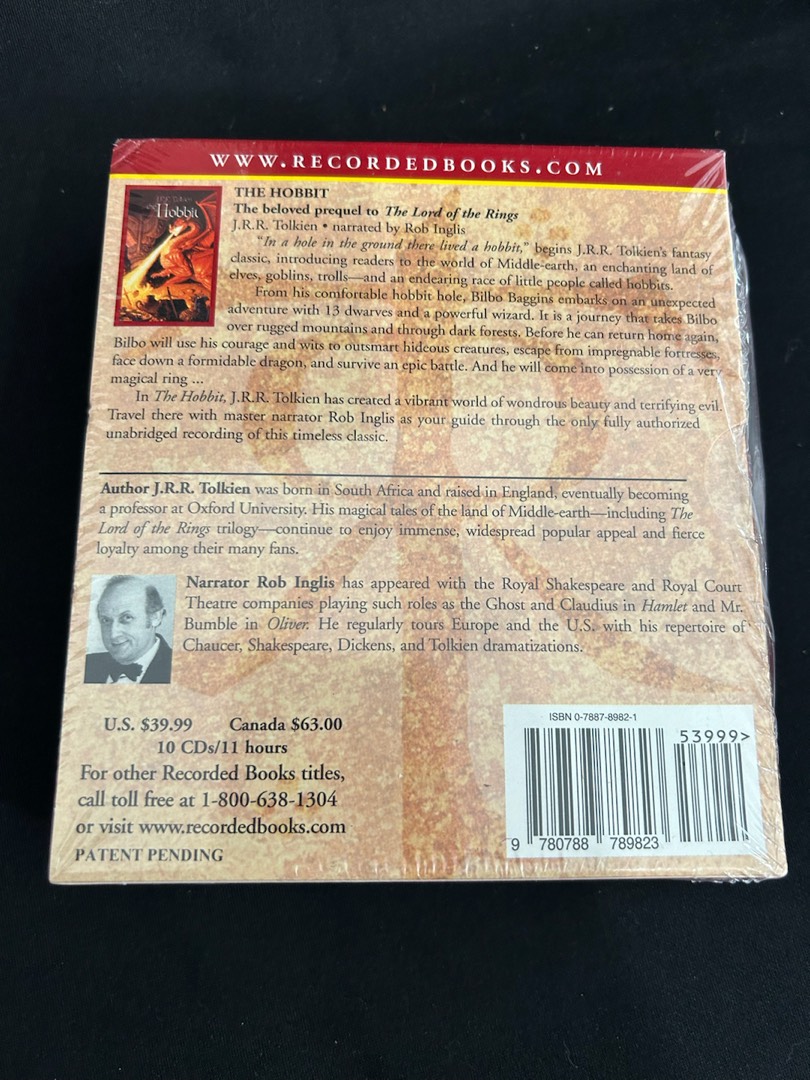 WWW.RECORDEDBOOKS.COM
Hobbit
THE HOBBIT
The beloved prequel to The Lord of the Rings
J.R.R. Tolkien • narrated by Rob Inglis
"In a hole in the ground there lived a hobbit," begins J.R.R. Tolkien's fantasy
classic, introducing readers to the world of Middle-earth, an enchanting land of
elves, goblins, trolls—and an endearing race of little people called hobbits.
From his comfortable hobbit hole, Bilbo Baggins embarks on an unexpected
adventure with 13 dwarves and a powerful wizard. It is a journey that takes Bilbo
over rugged mountains and through dark forests. Before he can return home again,
Bilbo will use his courage and wits to outsmart hideous creatures, escape from impregnable fortresses,
face down a formidable dragon, and survive an epic battle. And he will come into possession of a very
magical ring ...
In The Hobbit, J.R.R. Tolkien has created a vibrant world of wondrous beauty and terrifying evil.
Travel there with master narrator Rob Inglis as your guide through the only fully authorized
unabridged recording of this timeless classic.
Author J.R.R. Tolkien was born in South Africa and raised in England, eventually becoming
a professor at Oxford University. His magical tales of the land of Middle-earth—including The
Lord of the Rings trilogy—continue to enjoy immense, widespread popular appeal and fierce
loyalty among their many fans.
Narrator Rob Inglis has appeared with the Royal Shakespeare and Royal Court
Theatre companies playing such roles as the Ghost and Claudius in Hamlet and Mr.
Bumble in Oliver. He regularly tours Europe and the U.S. with his repertoire of
Chaucer, Shakespeare, Dickens, and Tolkien dramatizations.
U.S. $39.99 Canada $63.00
10 CDs/11 hours
For other Recorded Books titles,
call toll free at 1-800-638-1304
or visit www.recordedbooks.com
PATENT PENDING
ISBN 0-7887-8982-1
53999>
9 780788 789823